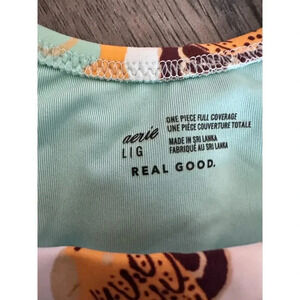 aerie
L/G
ONE PIECE FULL COVERAGE
UNE PIÈCE COUVERTURE TOTALE
MADE IN SRI LANKA
FABRIQUÉ AU SRI LANKA
REAL GOOD.